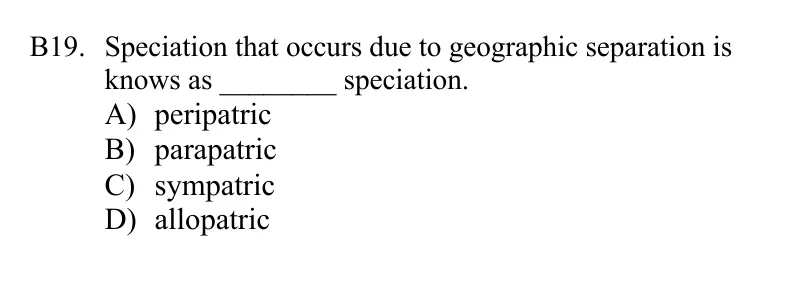 B19. Speciation that occurs due to geographic separation is
knows as ________ speciation.
A) peripatric
B) parapatric
C) sympatric
D) allopatric